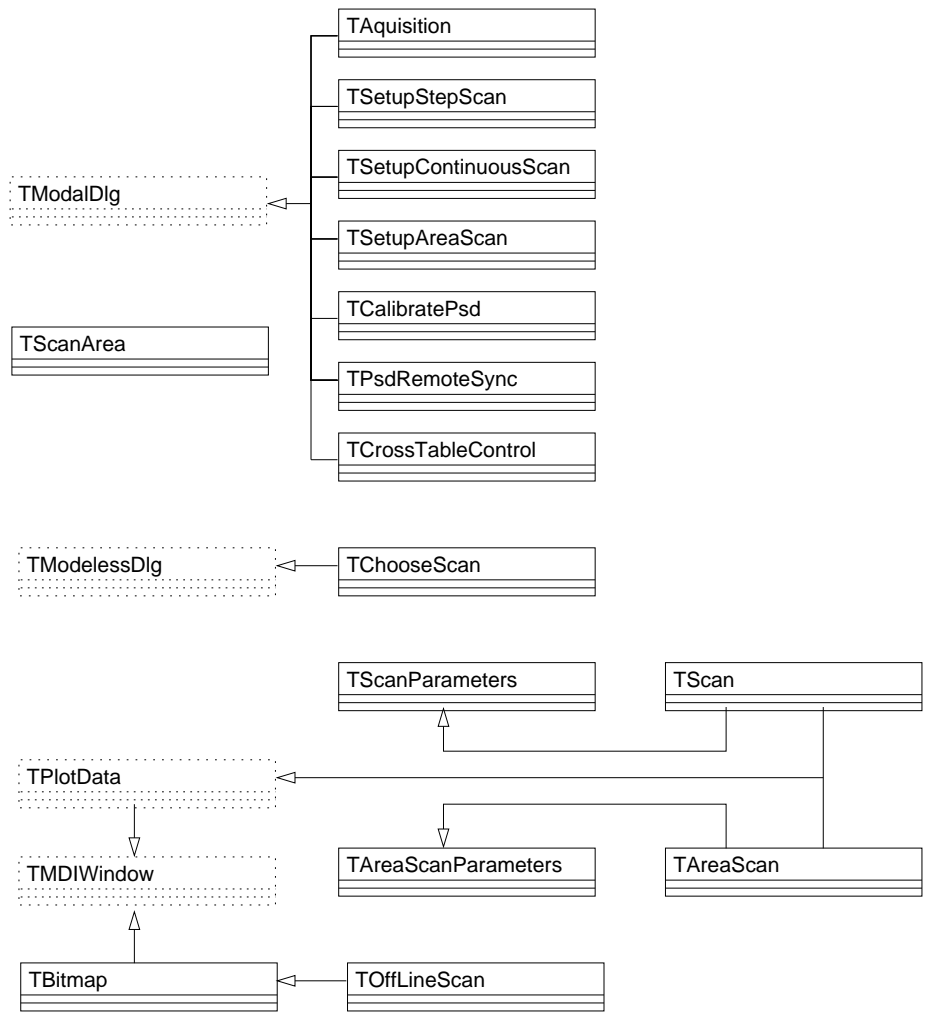 TAquisition
TSetupStepScan
TSetupContinuousScan
TModalDlg
TSetupAreaScan
TCalibratePsd
TScanArea
TPsdRemoteSync
TCrossTableControl
TModelessDlg
TChooseScan
TScanParameters
TScan
TPlotData
TAreaScanParameters
TAreaScan
TMDIWindow
TBitmap
TOffLineScan